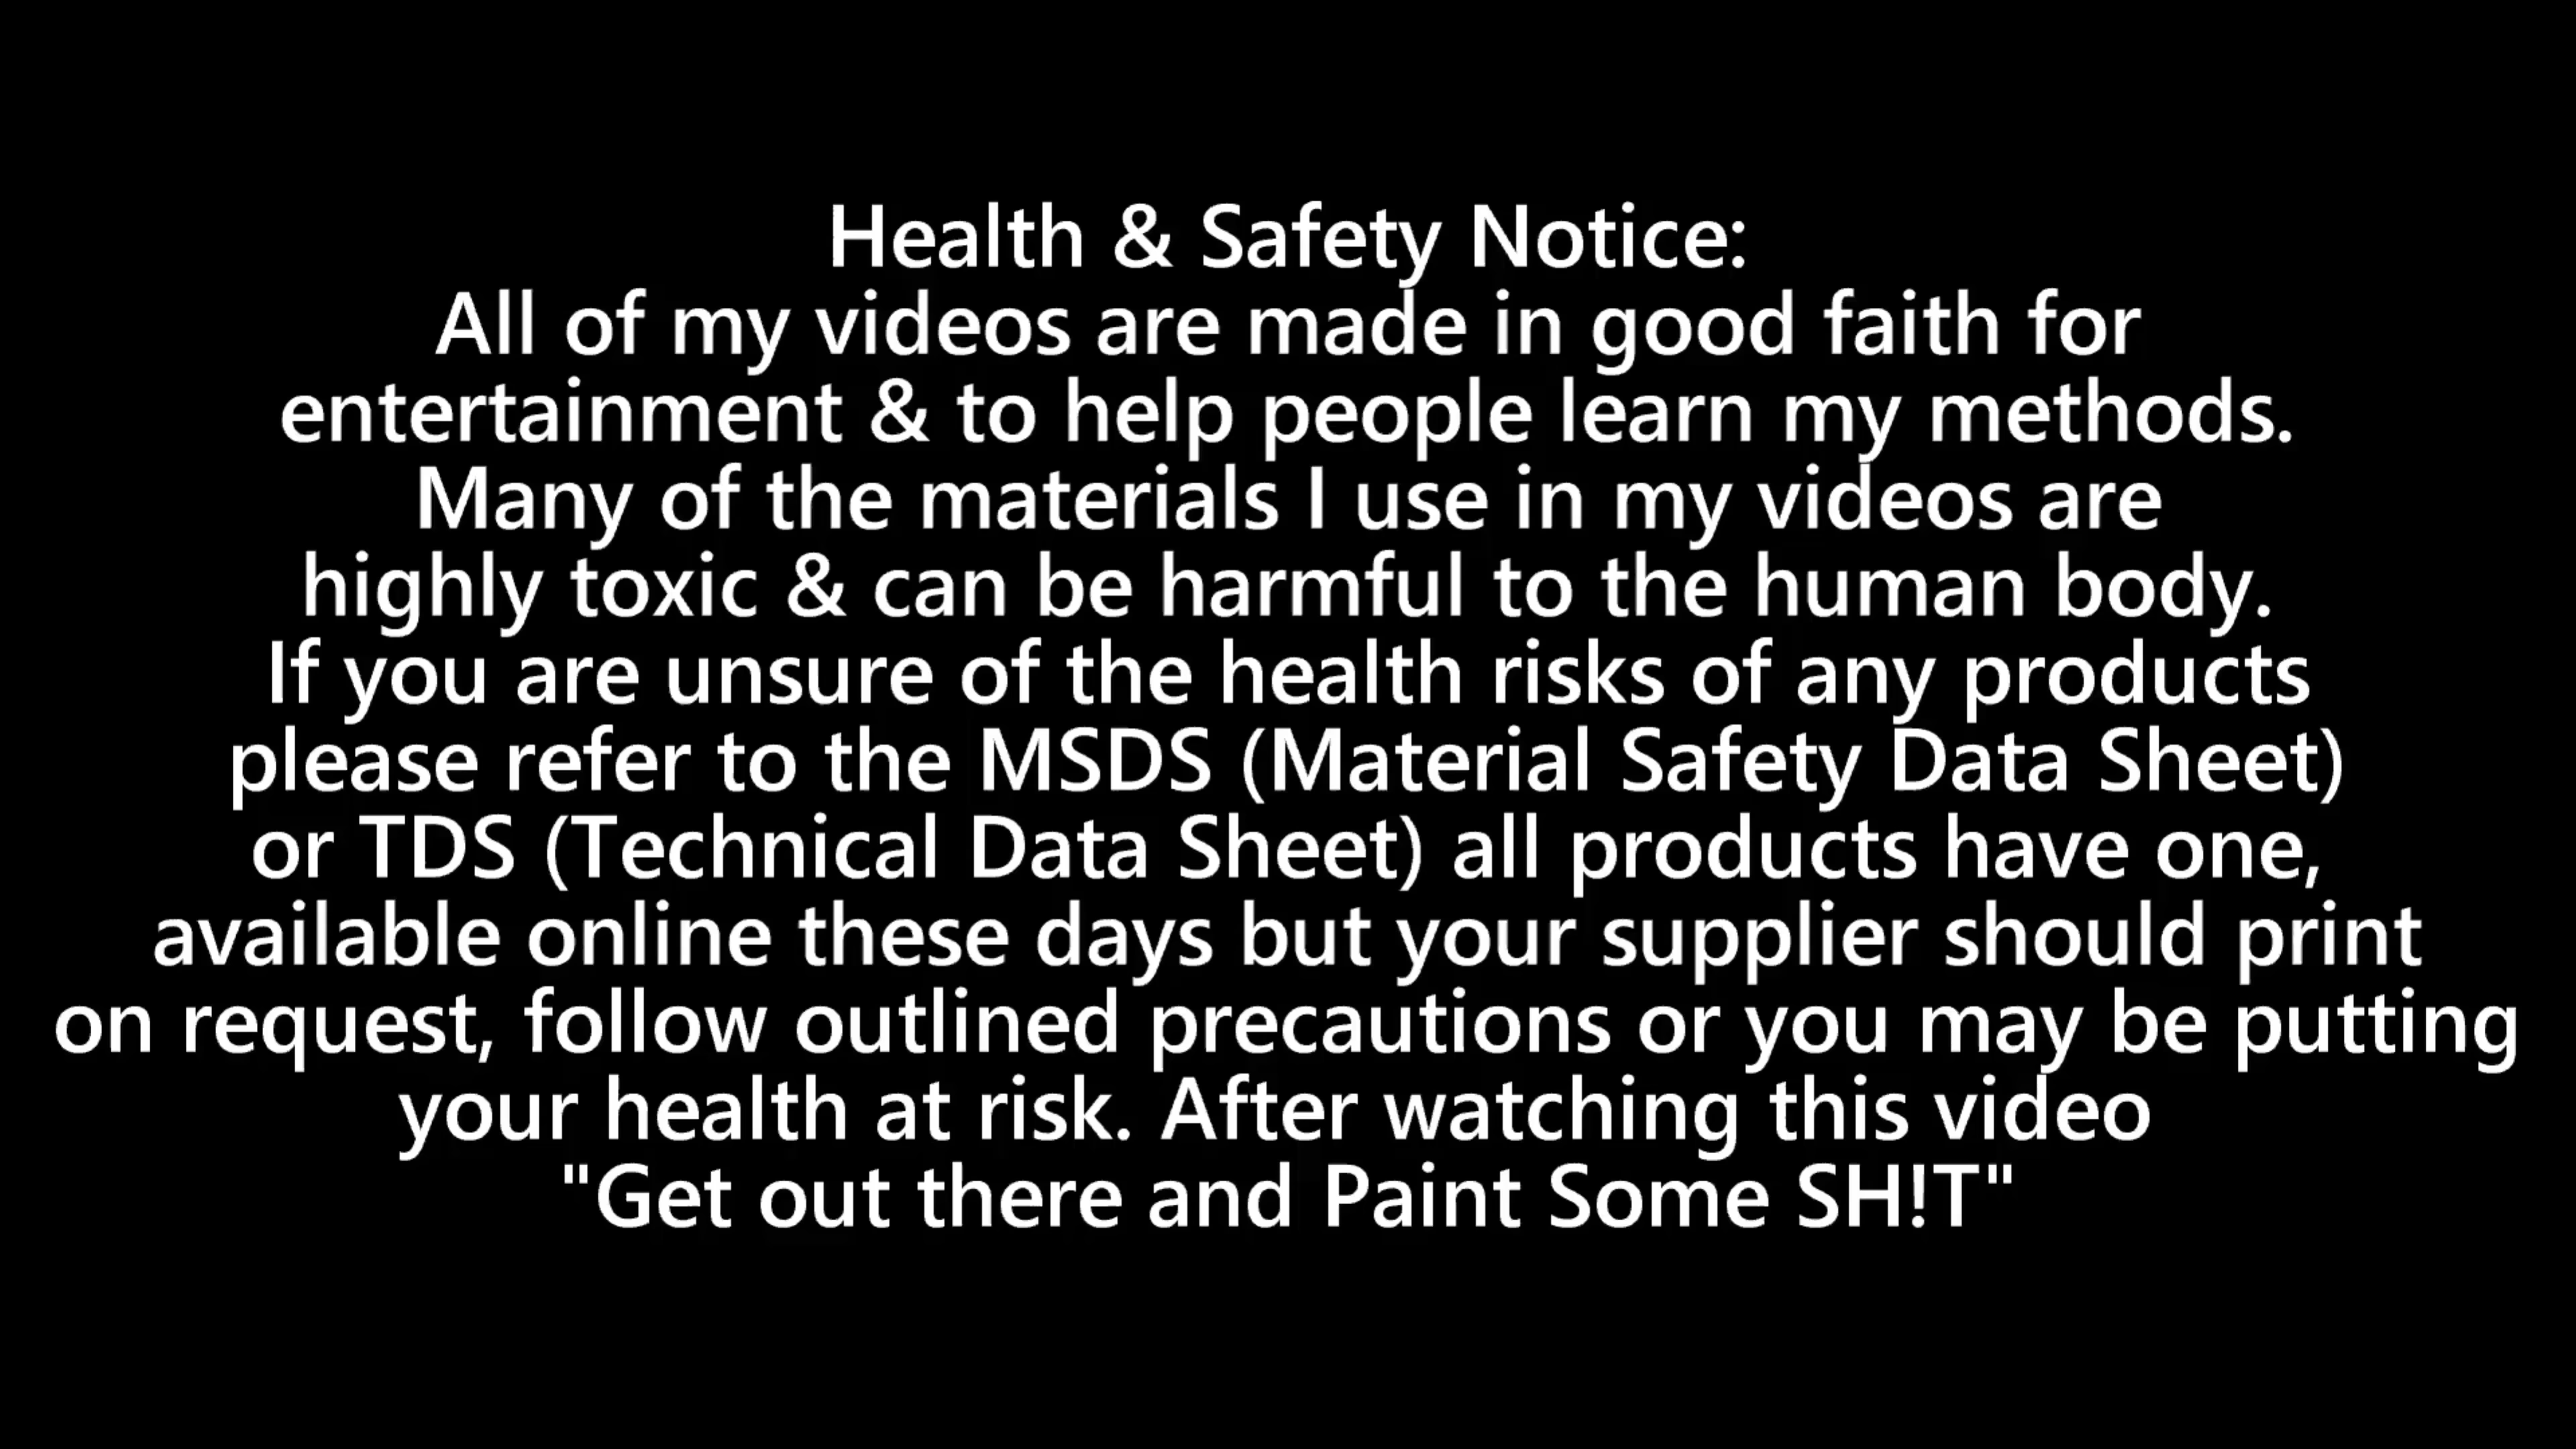 Health & Safety Notice:
All of my videos are made in good faith for
entertainment & to help people learn my methods.
Many of the materials I use in my videos are
highly toxic & can be harmful to the human body.
If you are unsure of the health risks of any products
please refer to the MSDS (Material Safety Data Sheet)
or TDS (Technical Data Sheet) all products have one,
available online these days but your supplier should print
on request, follow outlined precautions or you may be putting
your health at risk. After watching this video
"Get out there and Paint Some SH!T"